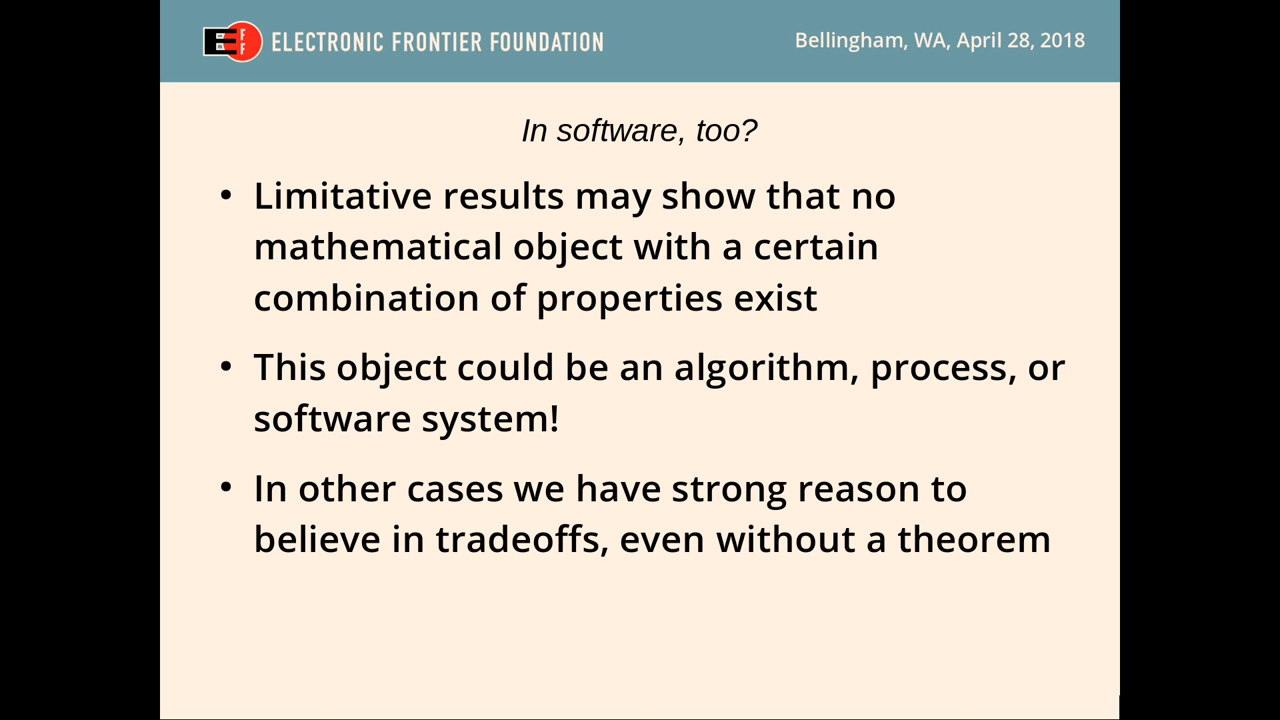 EFF ELECTRONIC FRONTIER FOUNDATION
Bellingham, WA, April 28, 2018
In software, too?
• Limitative results may show that no
mathematical object with a certain
combination of properties exist
• This object could be an algorithm, process, or
software system!
• In other cases we have strong reason to
believe in tradeoffs, even without a theorem